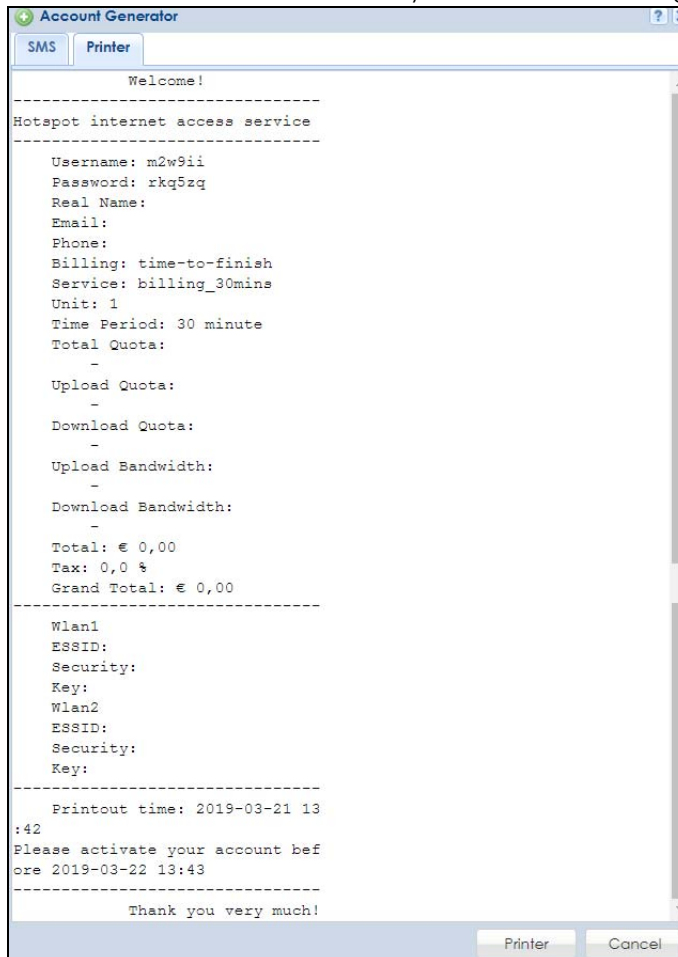 Account Generator
?
SMS Printer
Welcome!
--------------------------------
Hotspot internet access service
--------------------------------
Username: m2w9ii
Password: rkq5zq
Real Name:
Email:
Phone:
Billing: time-to-finish
Service: billing_30mins
Unit: 1
Time Period: 30 minute
Total Quota:
-
Upload Quota:
-
Download Quota:
-
Upload Bandwidth:
-
Download Bandwidth:
-
Total: € 0,00
Tax: 0,0 %
Grand Total: € 0,00
--------------------------------
Wlan1
ESSID:
Security:
Key:
Wlan2
ESSID:
Security:
Key:
--------------------------------
Printout time: 2019-03-21 13
:42
Please activate your account bef
ore 2019-03-22 13:43
--------------------------------
Thank you very much!
Printer Cancel